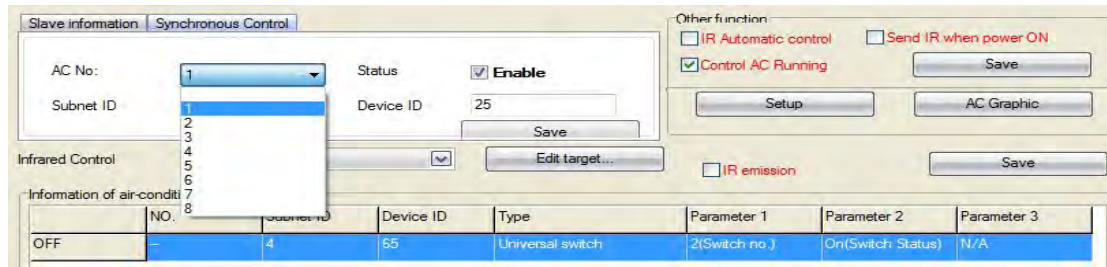 Slave information Synchronous Control
Other function
IR Automatic control Send IR when power ON
AC No: 1 Status Enable
Control AC Running Save
Subnet ID Device ID 25
1
2
3
4
5
6
7
8
Setup AC Graphic
Save
Infrared Control Edit target...
IR emission Save
Information of air-conditi
NO. Subnet ID Device ID Type Parameter 1 Parameter 2 Parameter 3
OFF – 4 65 Universal switch 2(Switch no.) On(Switch Status) N/A